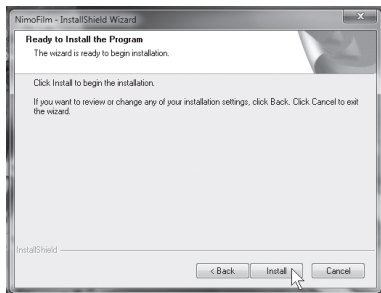 NimoFilm - InstallShield Wizard
x
Ready to Install the Program
The wizard is ready to begin installation.
Click Install to begin the installation.
If you want to review or change any of your installation settings, click Back. Click Cancel to exit
the wizard.
InstallShield
< Back Install Cancel